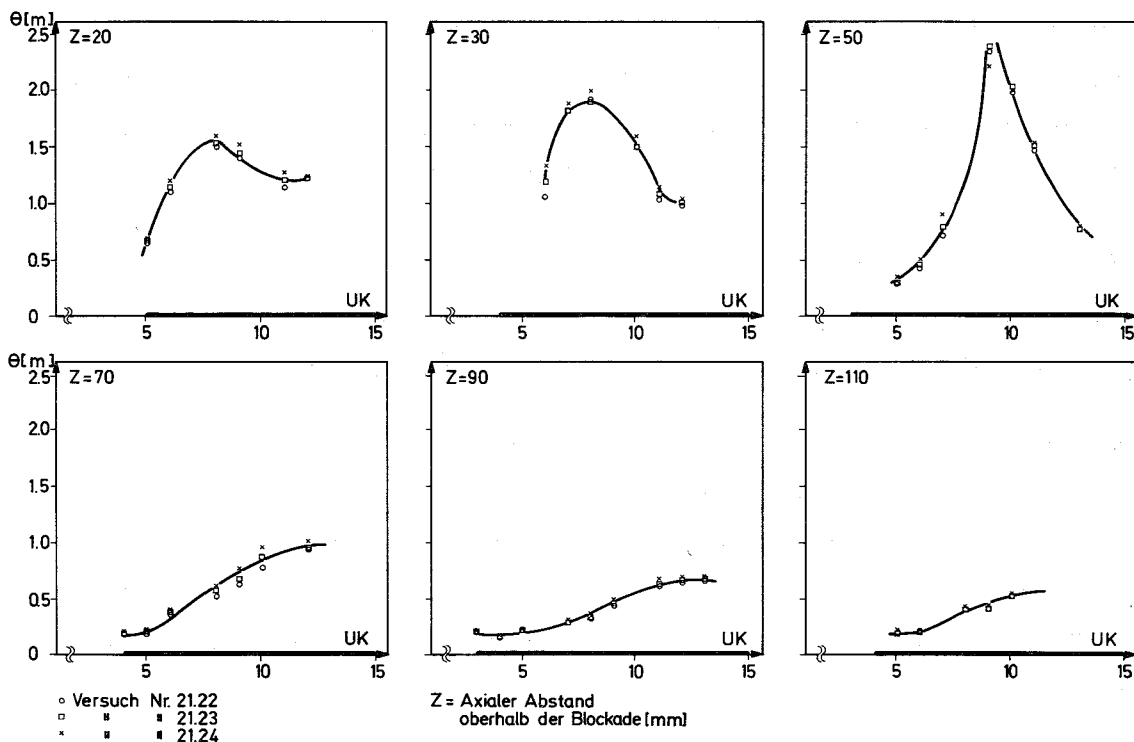 Θ[m]
2.5
2.0
1.5
1.0
0.5
0
Z=20
UK
5
10
15
Z=30
UK
5
10
15
Z=50
UK
5
10
15
Θ[m]
2.5
2.0
1.5
1.0
0.5
0
Z=70
UK
5
10
15
Z=90
UK
5
10
15
Z=110
UK
5
10
15
○ Versuch Nr. 21.22
□ " " 21.23
× " " 21.24
Z = Axialer Abstand
oberhalb der Blockade [mm]